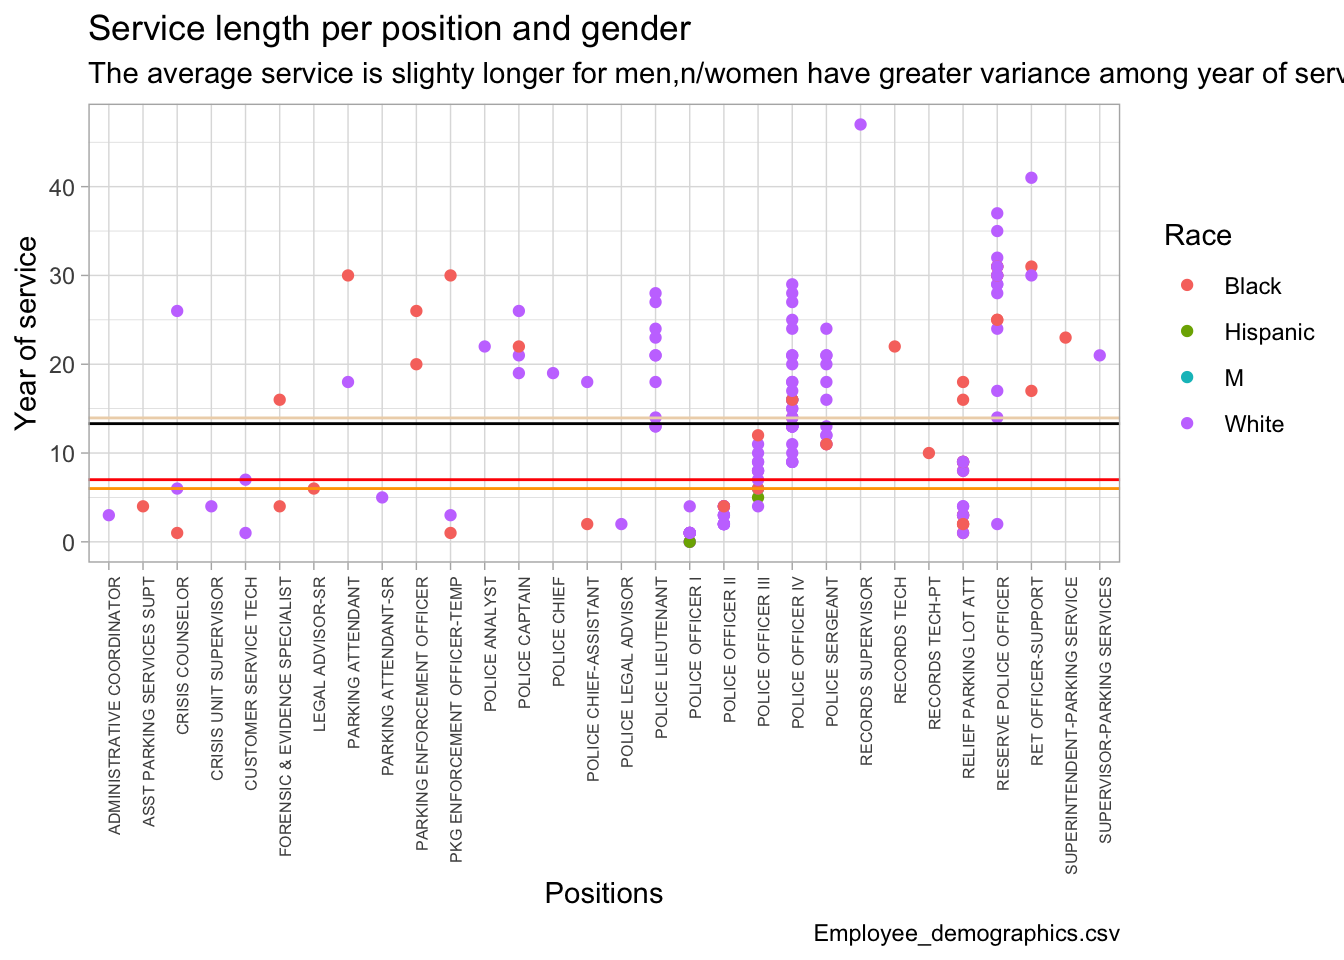 Service length per position and gender
The average service is slighty longer for men,n/women have greater variance among year of serv
Year of service
40
30
20
10
0
Race
Black
Hispanic
M
White
ADMINISTRATIVE COORDINATOR
ASST PARKING SERVICES SUPT
CRISIS COUNSELOR
CRISIS UNIT SUPERVISOR
CUSTOMER SERVICE TECH
FORENSIC & EVIDENCE SPECIALIST
LEGAL ADVISOR-SR
PARKING ATTENDANT
PARKING ATTENDANT-SR
PARKING ENFORCEMENT OFFICER
PKG ENFORCEMENT OFFICER-TEMP
POLICE ANALYST
POLICE CAPTAIN
POLICE CHIEF
POLICE CHIEF-ASSISTANT
POLICE LEGAL ADVISOR
POLICE LIEUTENANT
POLICE OFFICER I
POLICE OFFICER II
POLICE OFFICER III
POLICE OFFICER IV
POLICE SERGEANT
RECORDS SUPERVISOR
RECORDS TECH
RECORDS TECH-PT
RELIEF PARKING LOT ATT
RESERVE POLICE OFFICER
RET OFFICER-SUPPORT
SUPERINTENDENT-PARKING SERVICE
SUPERVISOR-PARKING SERVICES
Positions
Employee_demographics.csv